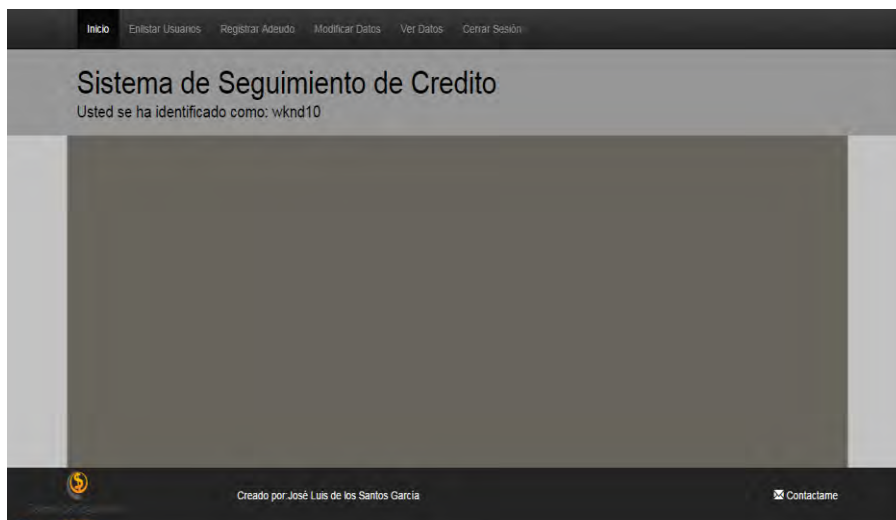 Inicio Enlistar Usuarios Registrar Adeudo Modificar Datos Ver Datos Cerrar Sesión
Sistema de Seguimiento de Credito
Usted se ha identificado como: wknd10
Creado por:José Luis de los Santos García
Contactame